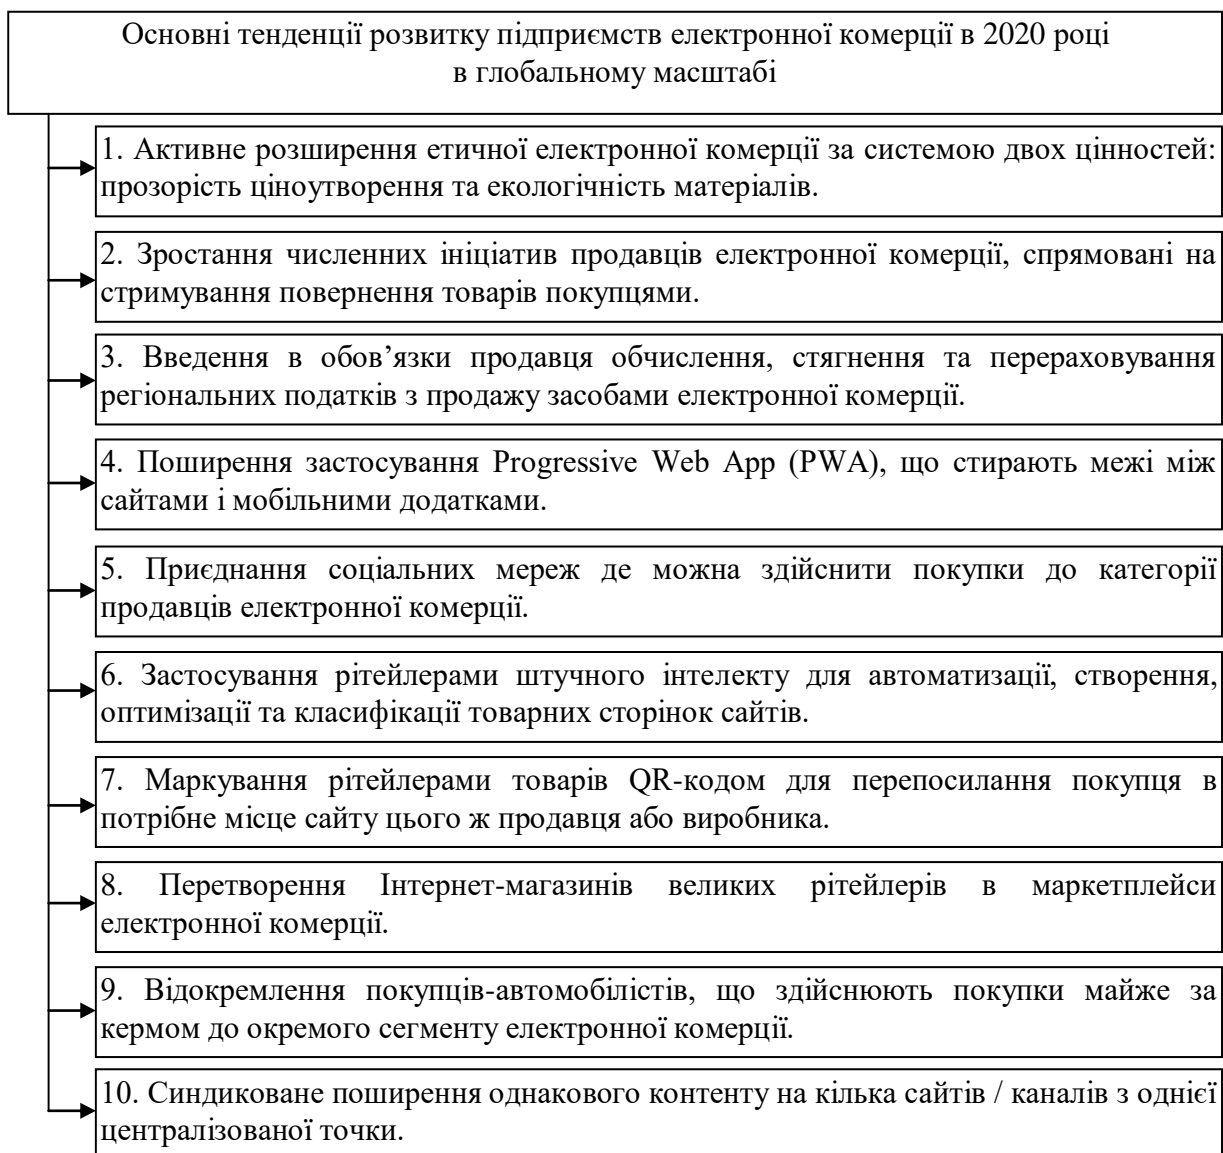 Основні тенденції розвитку підприємств електронної комерції в 2020 році
в глобальному масштабі
1. Активне розширення етичної електронної комерції за системою двох цінностей:
прозорість ціноутворення та екологічність матеріалів.
2. Зростання численних ініціатив продавців електронної комерції, спрямовані на
стримування повернення товарів покупцями.
3. Введення в обов’язки продавця обчислення, стягнення та перераховування
регіональних податків з продажу засобами електронної комерції.
4. Поширення застосування Progressive Web App (PWA), що стирають межі між
сайтами і мобільними додатками.
5. Приєднання соціальних мереж де можна здійснити покупки до категорії
продавців електронної комерції.
6. Застосування рітейлерами штучного інтелекту для автоматизації, створення,
оптимізації та класифікації товарних сторінок сайтів.
7. Маркування рітейлерами товарів QR-кодом для перепосилання покупця в
потрібне місце сайту цього ж продавця або виробника.
8. Перетворення Інтернет-магазинів великих рітейлерів в маркетплейси
електронної комерції.
9. Відокремлення покупців-автомобілістів, що здійснюють покупки майже за
кермом до окремого сегменту електронної комерції.
10. Синдиковане поширення однакового контенту на кілька сайтів / каналів з однієї
централізованої точки.